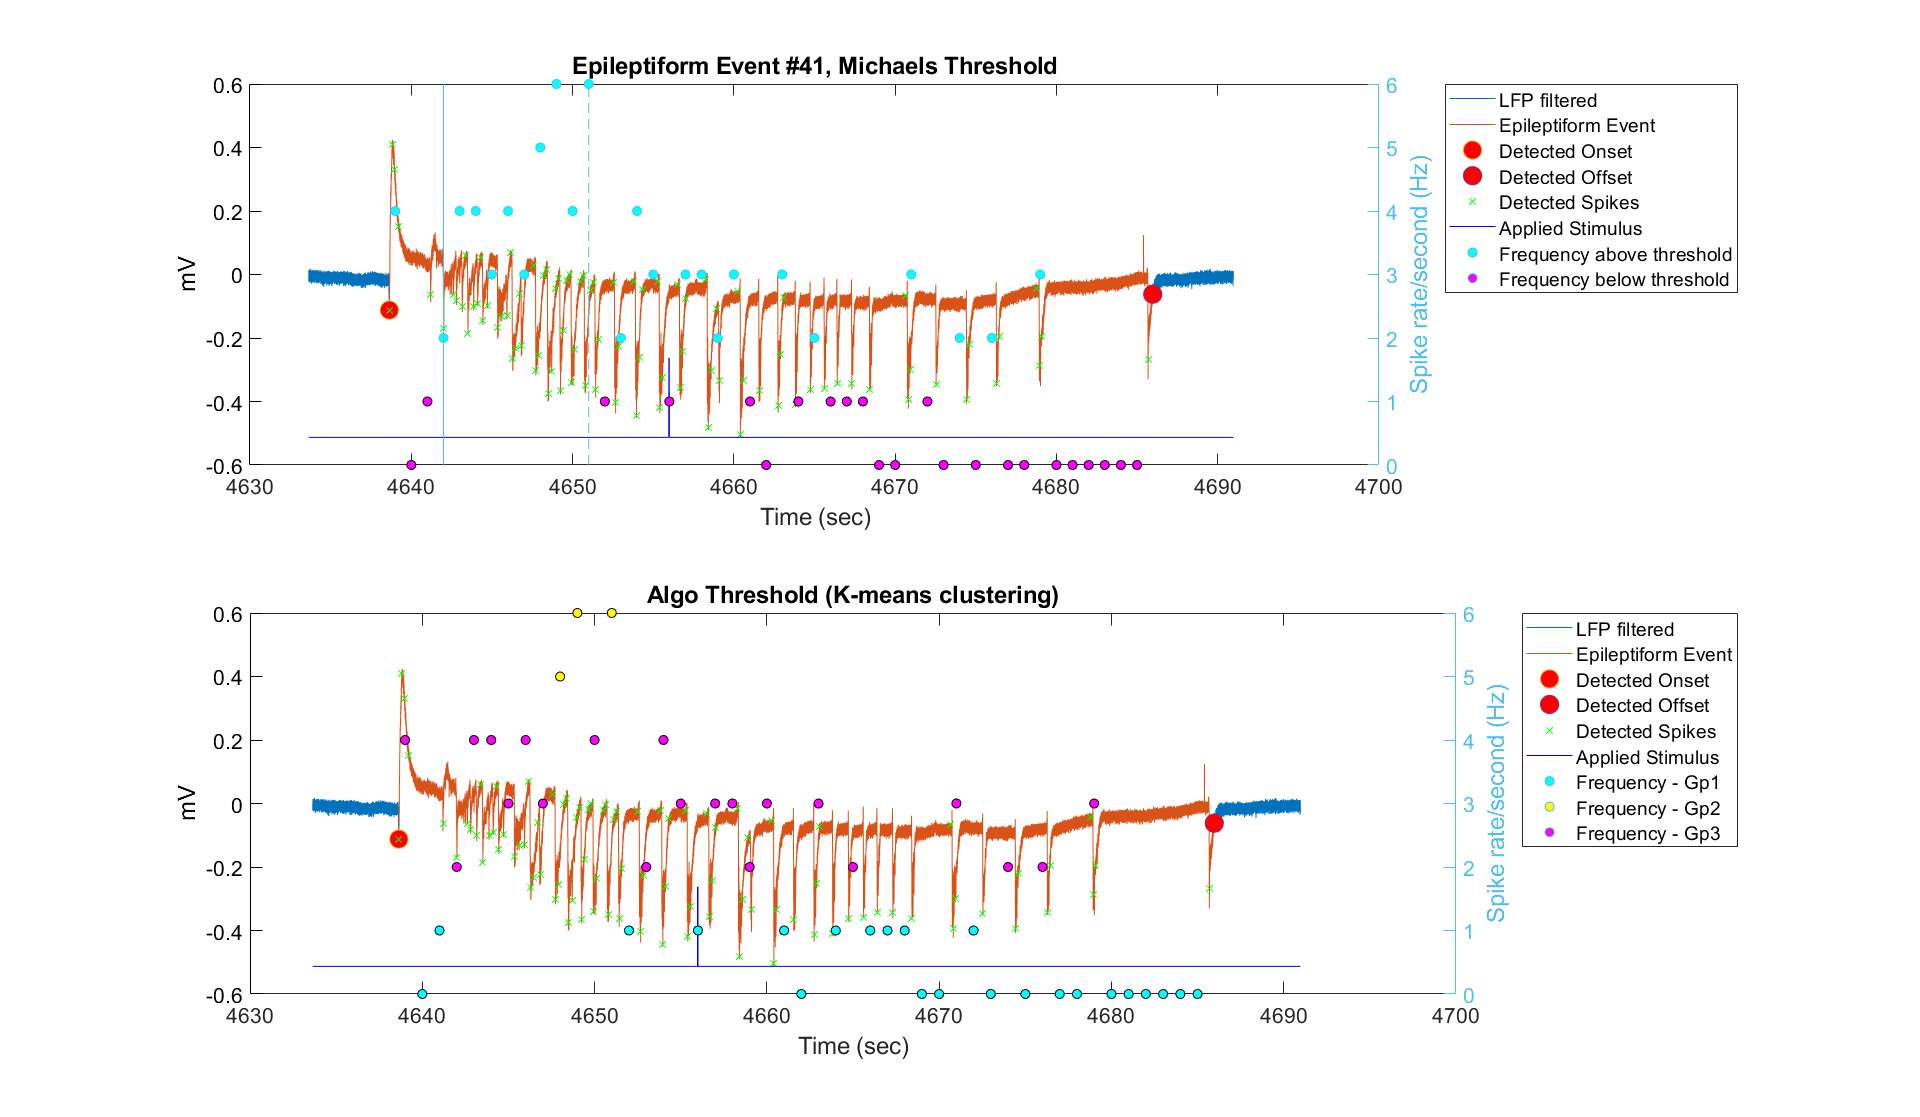 Epileptiform Event #41, Michaels Threshold
0.6
0.4
0.2
0
-0.2
-0.4
-0.6
mV
4630 4640 4650 4660 4670 4680 4690 4700
Time (sec)
6
5
4
3
2
1
0
Spike rate/second (Hz)
LFP filtered
Epileptiform Event
Detected Onset
Detected Offset
Detected Spikes
Applied Stimulus
Frequency above threshold
Frequency below threshold
Algo Threshold (K-means clustering)
0.6
0.4
0.2
0
-0.2
-0.4
-0.6
mV
4630 4640 4650 4660 4670 4680 4690 4700
Time (sec)
6
5
4
3
2
1
0
Spike rate/second (Hz)
LFP filtered
Epileptiform Event
Detected Onset
Detected Offset
Detected Spikes
Applied Stimulus
Frequency - Gp1
Frequency - Gp2
Frequency - Gp3